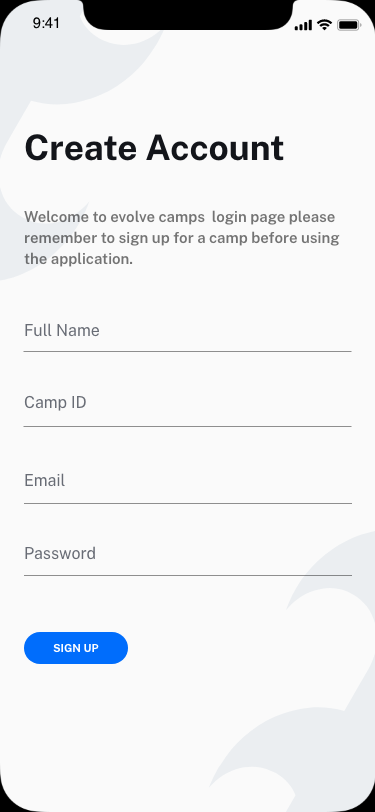 9:41
Create Account
Welcome to evolve camps  login page please
remember to sign up for a camp before using
the application.
Full Name
Camp ID
Email
Password
SIGN UP